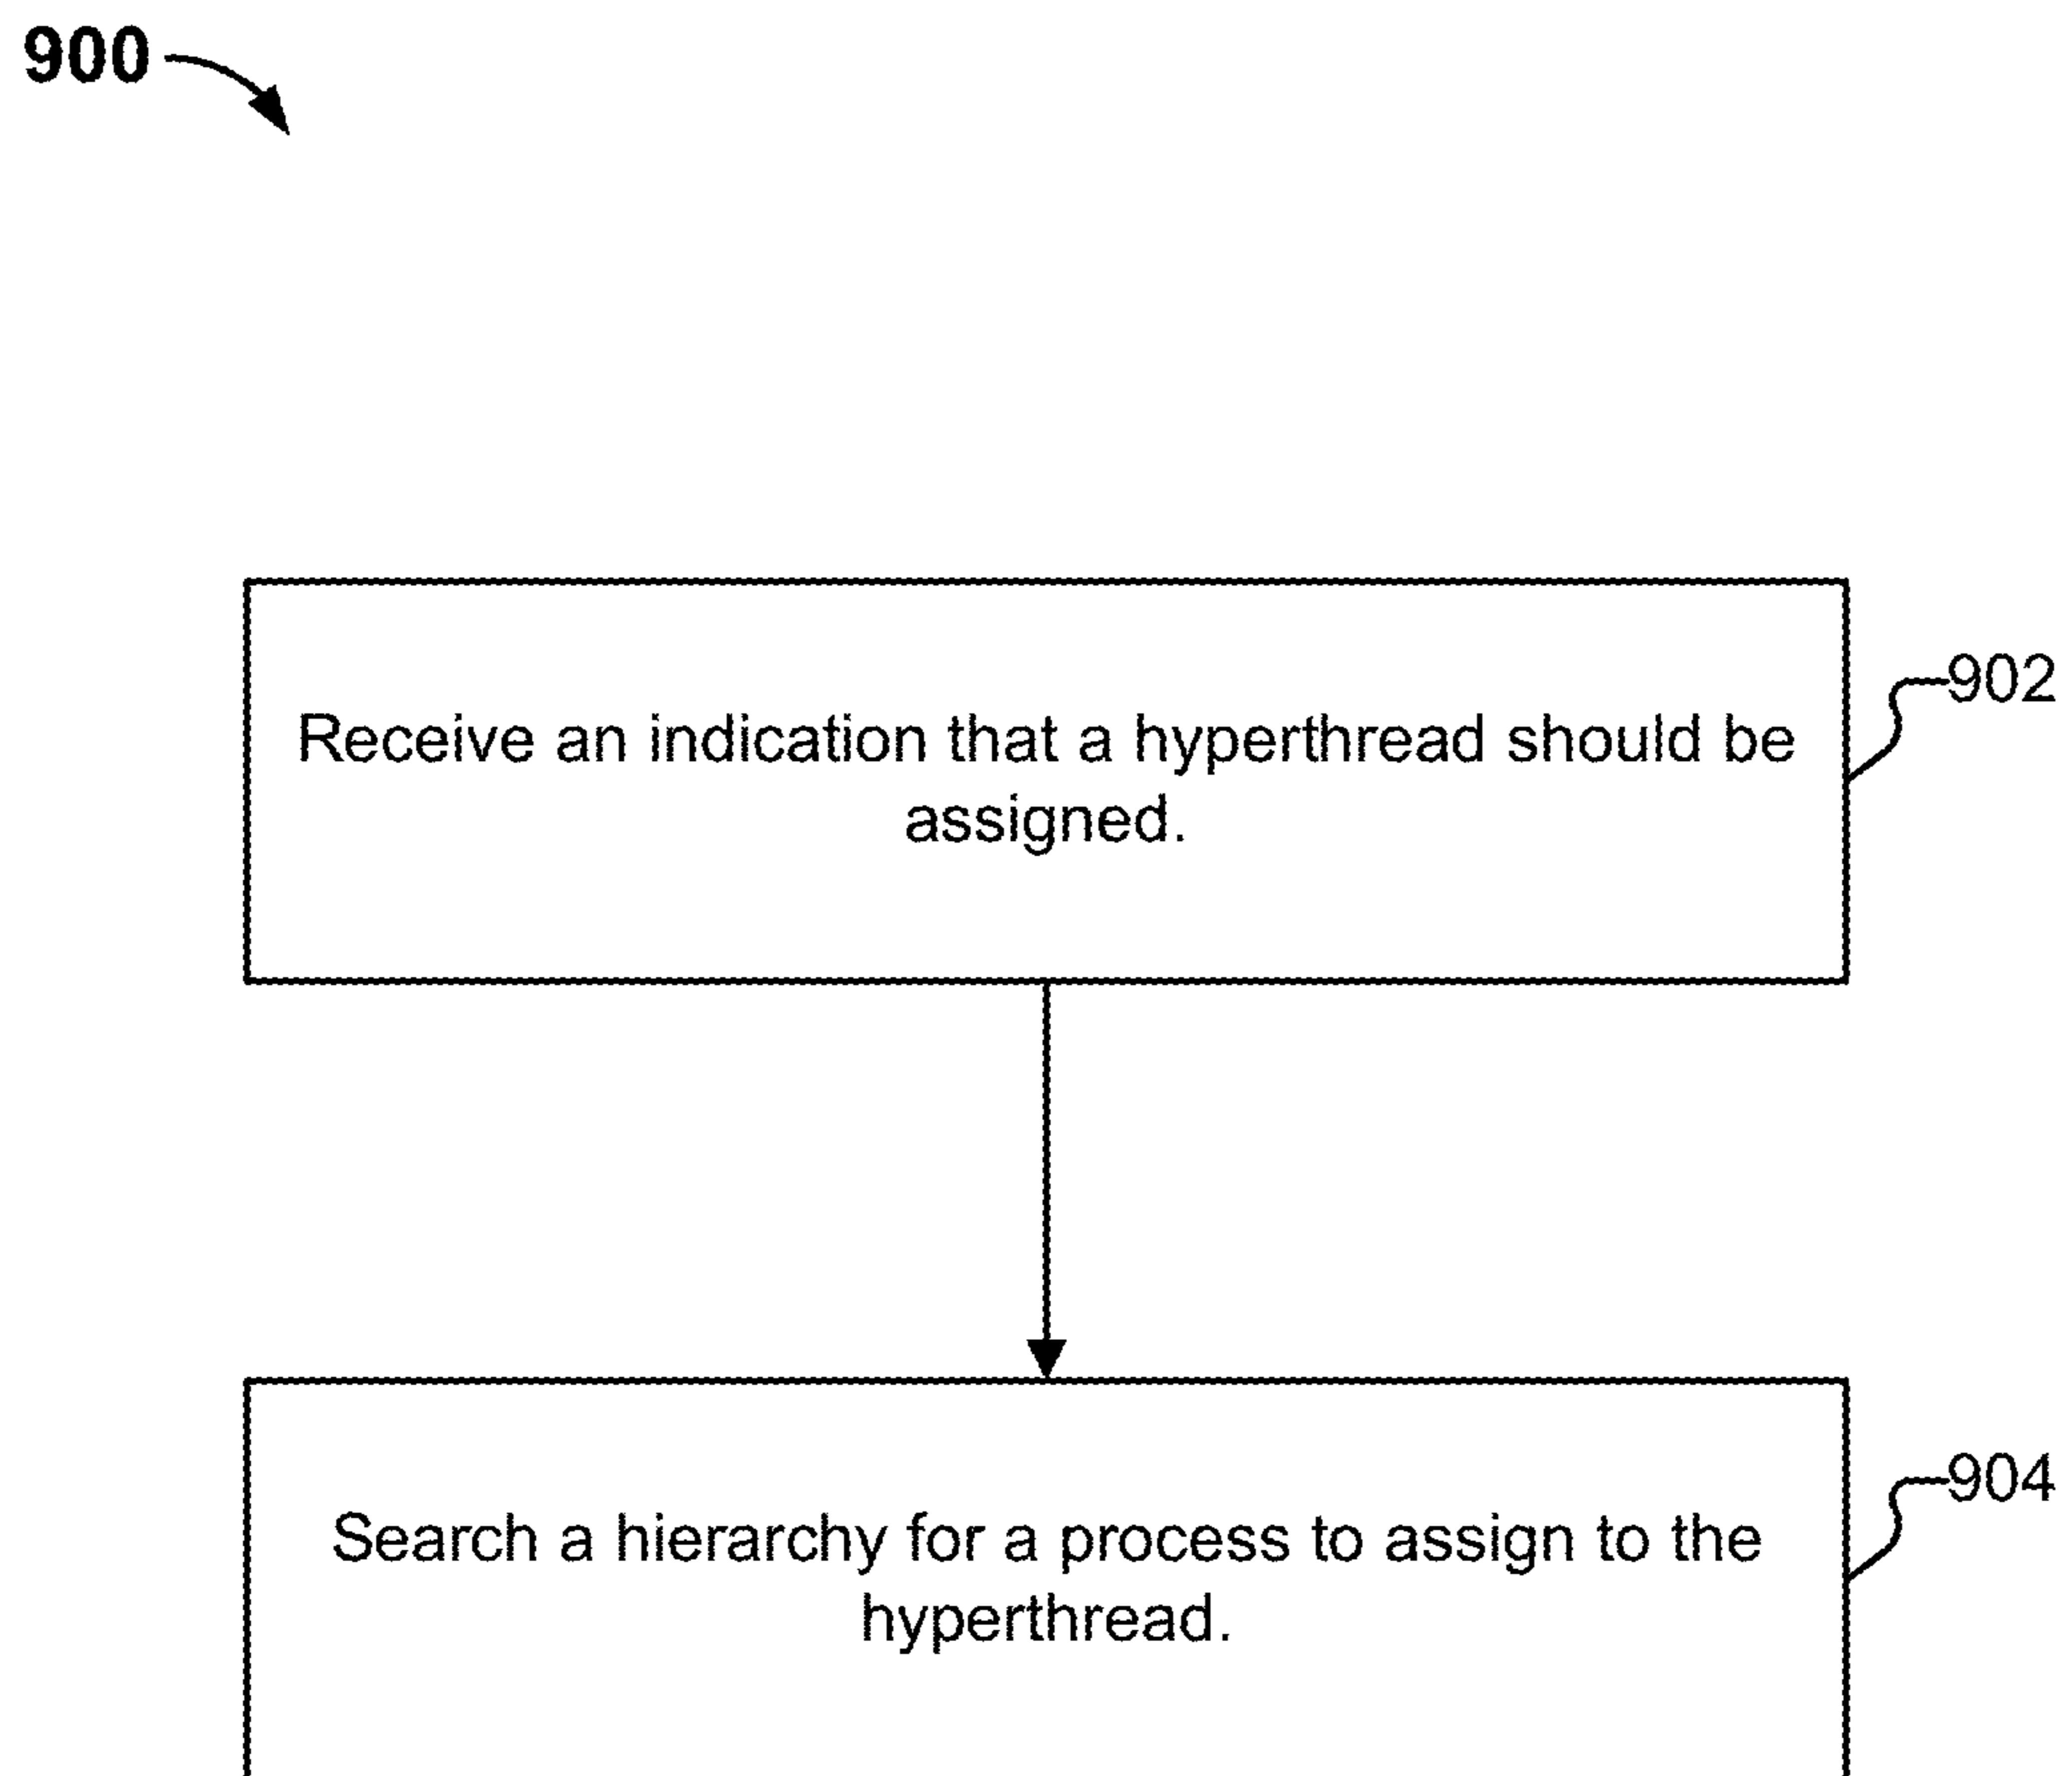 900
Receive an indication that a hyperthread should be
assigned.
902
Search a hierarchy for a process to assign to the
hyperthread.
904